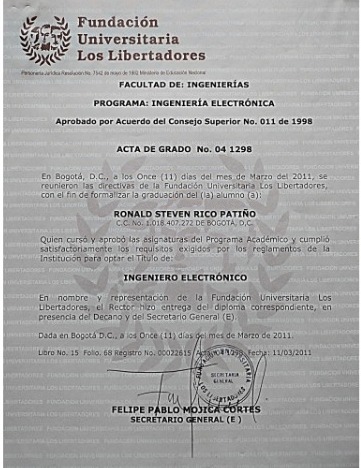 Fundación
Universitaria
Los Libertadores
Personería Jurídica Resolución No. 7542 de mayo de 1982 Ministerio de Educación Nacional
FACULTAD DE: INGENIERÍAS
PROGRAMA: INGENIERÍA ELECTRÓNICA
Aprobado por Acuerdo del Consejo Superior No. 011 de 1998
ACTA DE GRADO No. 04 1298
En Bogotá, D.C., a los Once (11) días del mes de Marzo del 2011, se
reunieron las directivas de la Fundación Universitaria Los Libertadores,
con el fin de formalizar la graduación del (la) alumno (a):
RONALD STEVEN RICO PATIÑO
C.C. No. 1.018.407.272 DE BOGOTÁ, D.C.
Quien cursó y aprobó las asignaturas del Programa Académico y cumplió
satisfactoriamente los requisitos exigidos por los reglamentos de la
Institución para optar el Título de:
INGENIERO ELECTRÓNICO
En nombre y representación de la Fundación Universitaria Los
Libertadores, el Rector hizo entrega del diploma correspondiente, en
presencia del Decano y del Secretario General (E).
Dada en Bogotá D.C., a los Once (11) días del mes de Marzo de 2011.
Libro No. 15 Folio. 68 Registro No. 00022615 Acta 04 1298 Fecha: 11/03/2011
SECRETARIA
GENERAL
LOS LIBERTADORES
FELIPE PABLO MOJICA CORTES
SECRETARIO GENERAL (E )